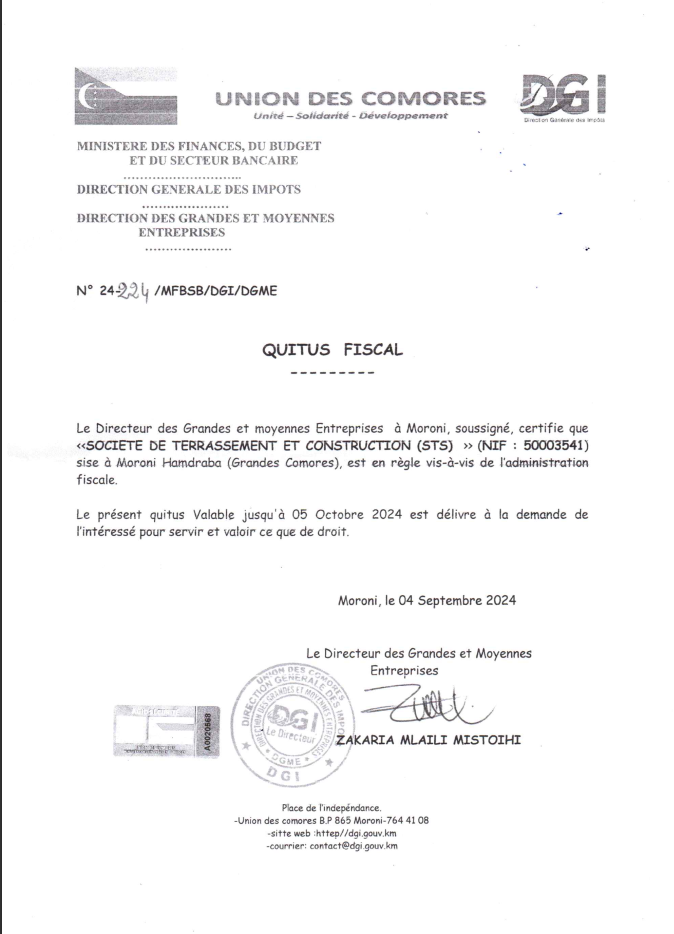 UNION DES COMORES
Unité – Solidarité - Développement
DGI
Direction Générale des Impôts
MINISTERE DES FINANCES, DU BUDGET
ET DU SECTEUR BANCAIRE
...........................
DIRECTION GENERALE DES IMPOTS
....................
DIRECTION DES GRANDES ET MOYENNES
ENTREPRISES
....................
N° 24-224 /MFBSB/DGI/DGME
QUITUS FISCAL
---------
Le Directeur des Grandes et moyennes Entreprises à Moroni, soussigné, certifie que
<<SOCIETE DE TERRASSEMENT ET CONSTRUCTION (STS) >> (NIF : 50003541)
sise à Moroni Hamdraba (Grandes Comores), est en règle vis-à-vis de l'administration
fiscale.
Le présent quitus Valable jusqu'à 05 Octobre 2024 est délivre à la demande de
l'intéressé pour servir et valoir ce que de droit.
Moroni, le 04 Septembre 2024
Le Directeur des Grandes et Moyennes
Entreprises
UNION DES COMORES
DIRECTION GENERALE DES IMPOTS
DIRECTION DES GRANDES ET MOYENNES ENTREPRISES
DGI
Le Directeur
DGME
DGI
A0020668
ZAKARIA MLAILI MISTOIHI
Place de l'indépendance.
-Union des comores B.P 865 Moroni-764 41 08
-sitte web :httep//dgi.gouv.km
-courrier: contact@dgi.gouv.km